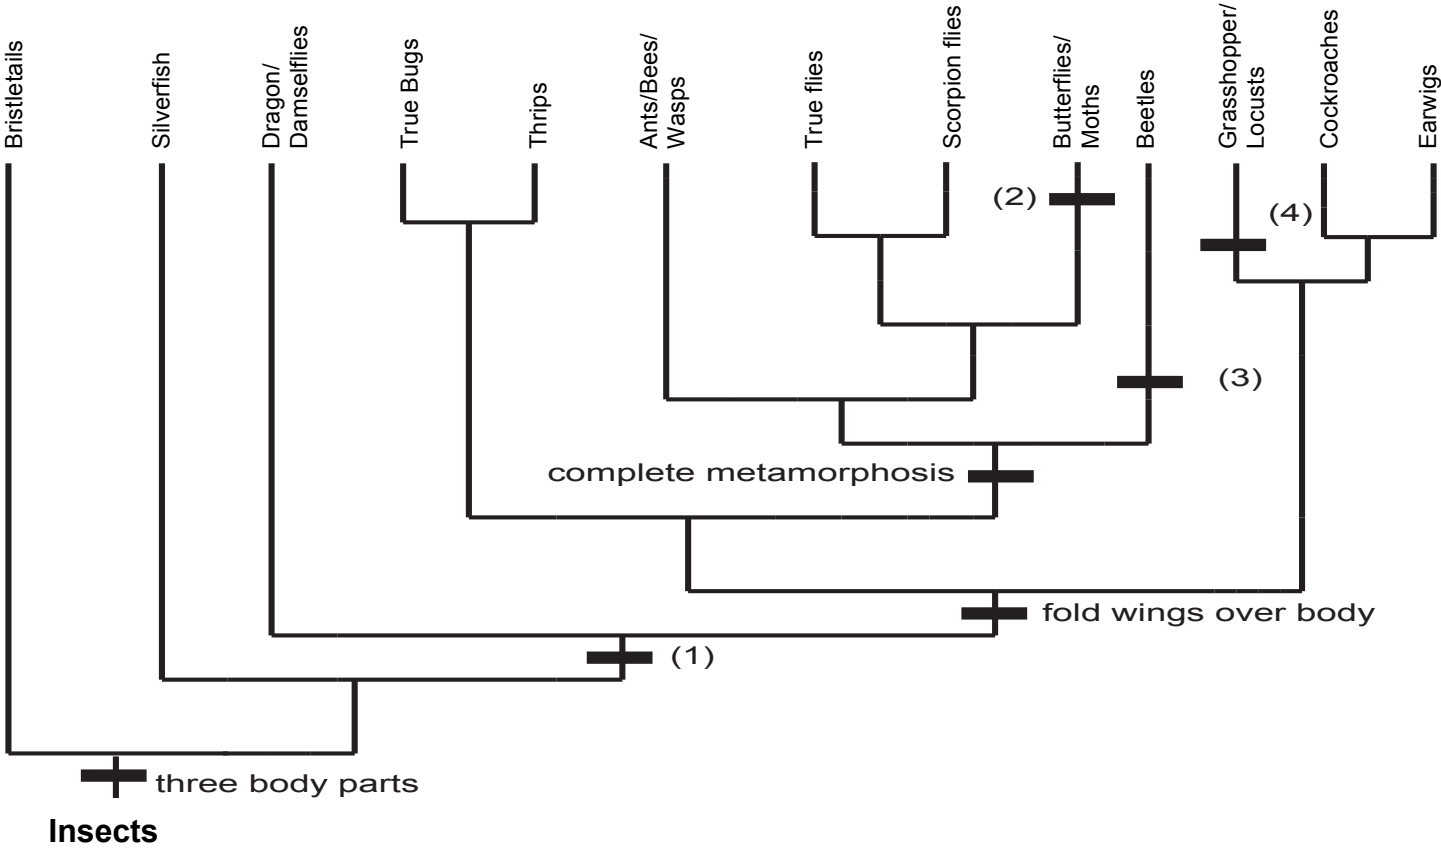 Bristletails
Silverfish
Dragon/
Damselflies
True Bugs
Thrips
Ants/Bees/
Wasps
True flies
Scorpion flies
Butterflies/
Moths
Beetles
Grasshopper/
Locusts
Cockroaches
Earwigs
(2)
(4)
(3)
complete metamorphosis
fold wings over body
(1)
three body parts
Insects